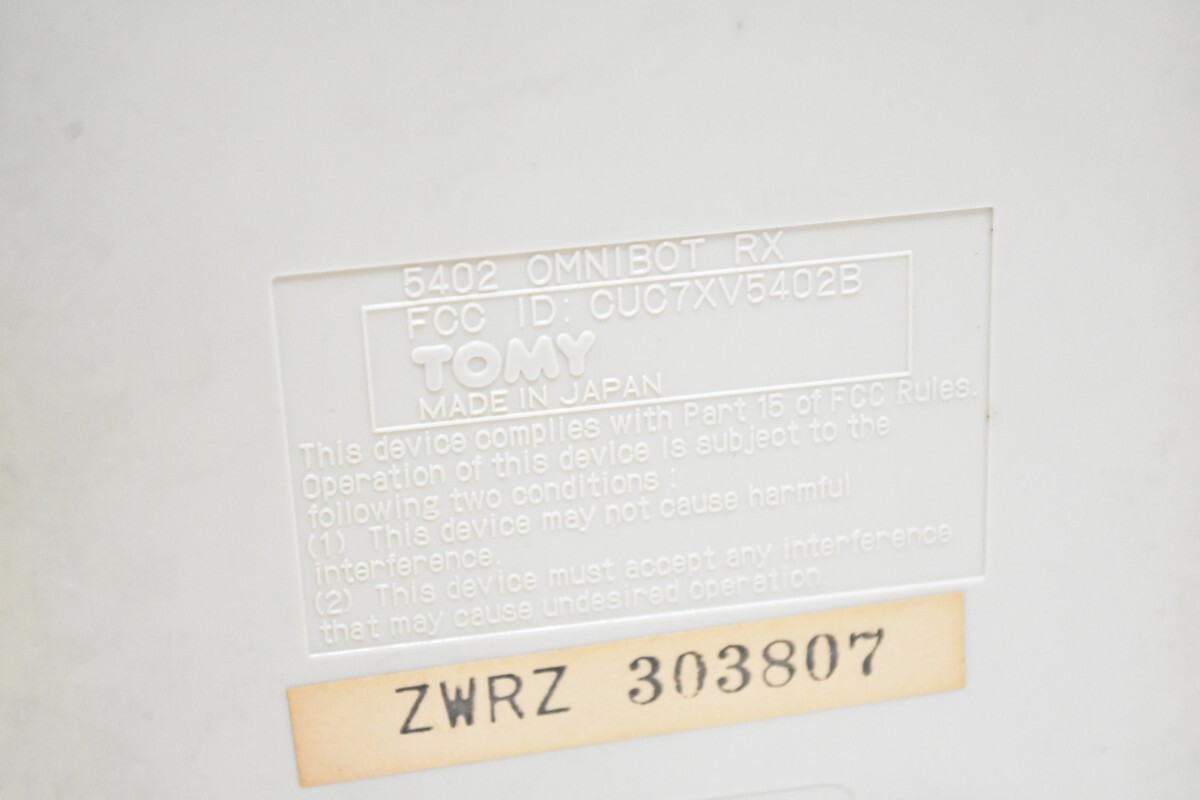 5402 OMNIBOT RX
FCC ID: CUC7XV5402B
TOMY
MADE IN JAPAN
This device complies with Part 15 of FCC Rules.
Operation of this device is subject to the
following two conditions :
(1) This device may not cause harmful
interference.
(2) This device must accept any interference
that may cause undesired operation
ZWRZ 303807